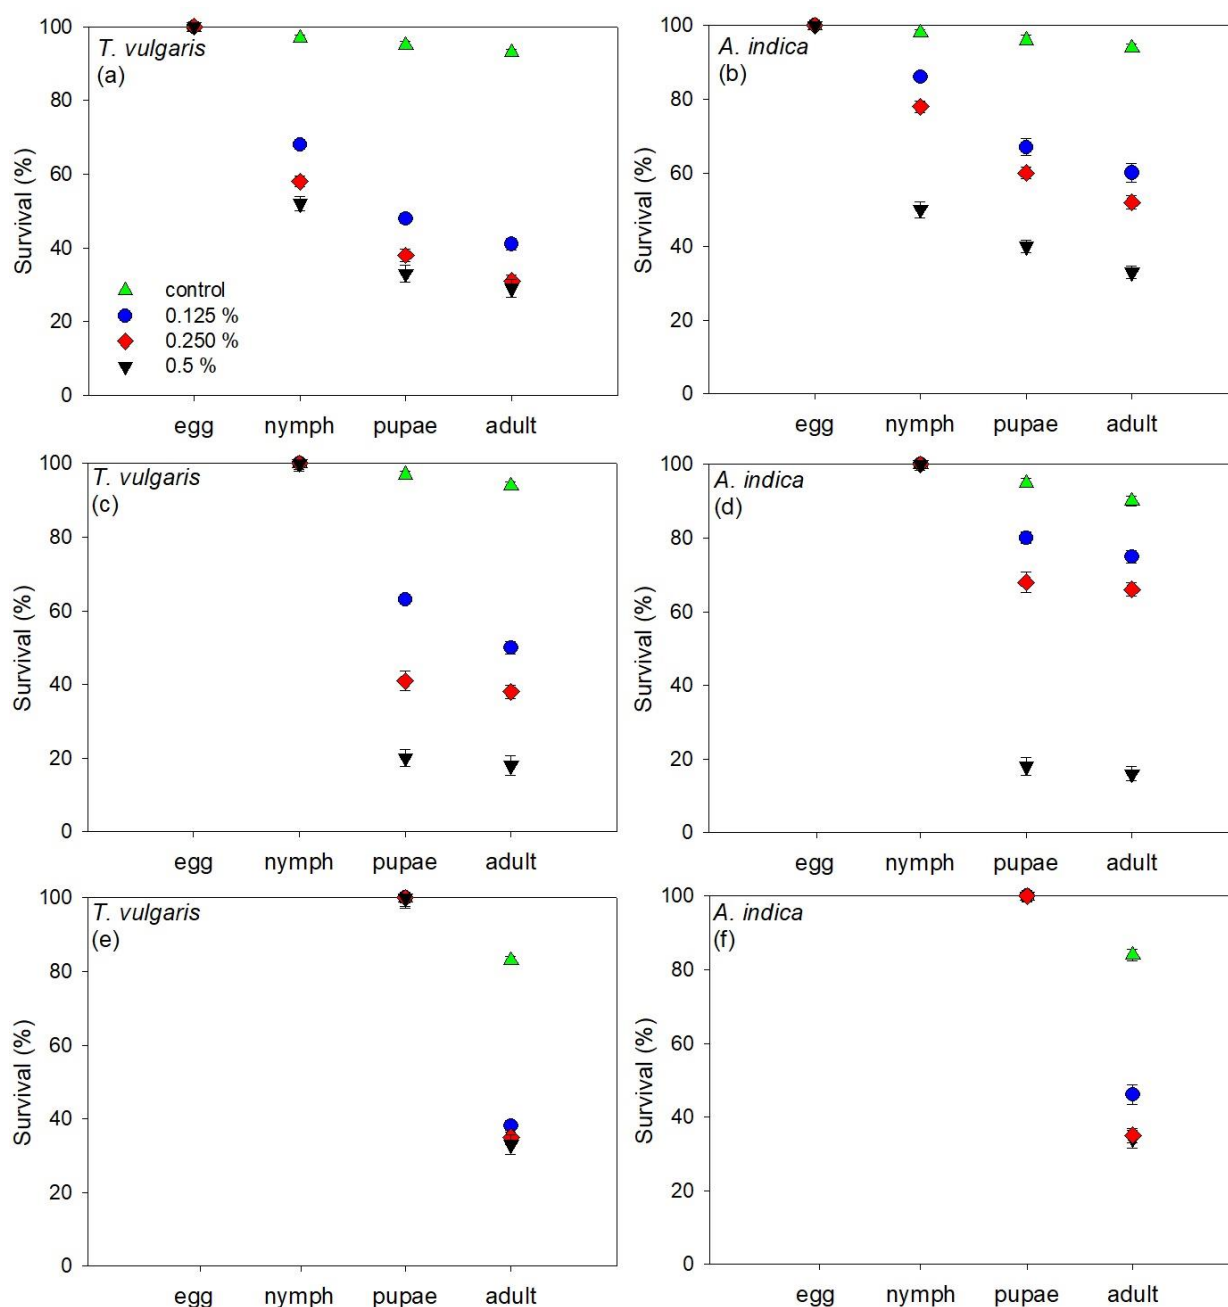 T. vulgaris
(a)
100
80
60
40
20
0
Survival (%)
control
0.125 %
0.250 %
0.5 %
egg nymph pupae adult
A. indica
(b)
100
80
60
40
20
0
Survival (%)
egg nymph pupae adult
T. vulgaris
(c)
100
80
60
40
20
0
Survival (%)
egg nymph pupae adult
A. indica
(d)
100
80
60
40
20
0
Survival (%)
egg nymph pupae adult
T. vulgaris
(e)
100
80
60
40
20
0
Survival (%)
egg nymph pupae adult
A. indica
(f)
100
80
60
40
20
0
Survival (%)
egg nymph pupae adult